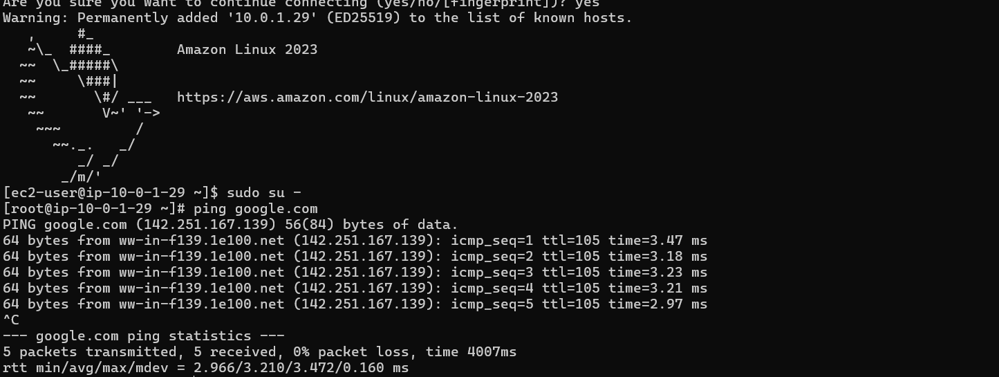 Are you sure you want to continue connecting (yes/no/[fingerprint])? yes
Warning: Permanently added '10.0.1.29' (ED25519) to the list of known hosts.
   ,     #_
   ~\_  ####_        Amazon Linux 2023
  ~~  \_#####\
  ~~     \###|
  ~~       \#/ ___   https://aws.amazon.com/linux/amazon-linux-2023
   ~~       V~' '->
    ~~~         /
      ~~._.   _/
         _/ _/
       _/m/'
[ec2-user@ip-10-0-1-29 ~]$ sudo su -
[root@ip-10-0-1-29 ~]# ping google.com
PING google.com (142.251.167.139) 56(84) bytes of data.
64 bytes from ww-in-f139.1e100.net (142.251.167.139): icmp_seq=1 ttl=105 time=3.47 ms
64 bytes from ww-in-f139.1e100.net (142.251.167.139): icmp_seq=2 ttl=105 time=3.18 ms
64 bytes from ww-in-f139.1e100.net (142.251.167.139): icmp_seq=3 ttl=105 time=3.23 ms
64 bytes from ww-in-f139.1e100.net (142.251.167.139): icmp_seq=4 ttl=105 time=3.21 ms
64 bytes from ww-in-f139.1e100.net (142.251.167.139): icmp_seq=5 ttl=105 time=2.97 ms
^C
--- google.com ping statistics ---
5 packets transmitted, 5 received, 0% packet loss, time 4007ms
rtt min/avg/max/mdev = 2.966/3.210/3.472/0.160 ms